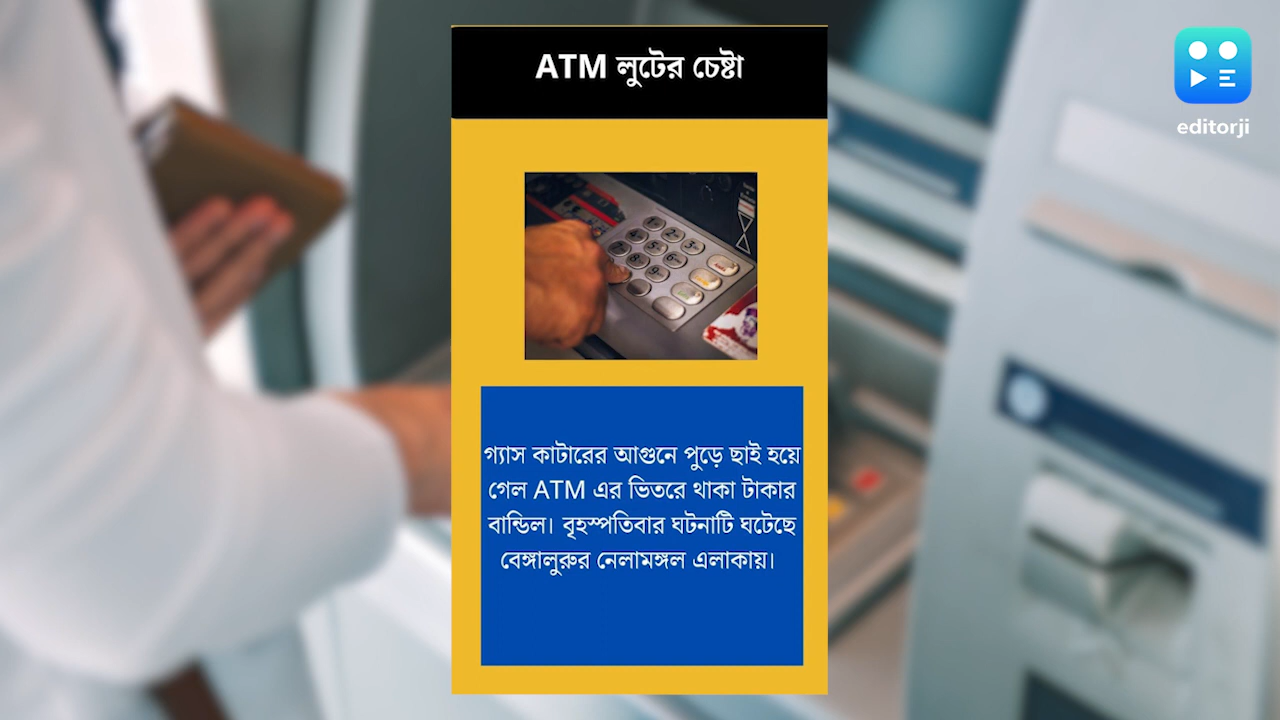 ATM লুটের চেষ্টা
editorji
গ্যাস কাটারের আগুনে পুড়ে ছাই হয়ে
গেল ATM এর ভিতরে থাকা টাকার
বান্ডিল। বৃহস্পতিবার ঘটনাটি ঘটেছে
বেঙ্গালুরুর নেলামঙ্গল এলাকায়।